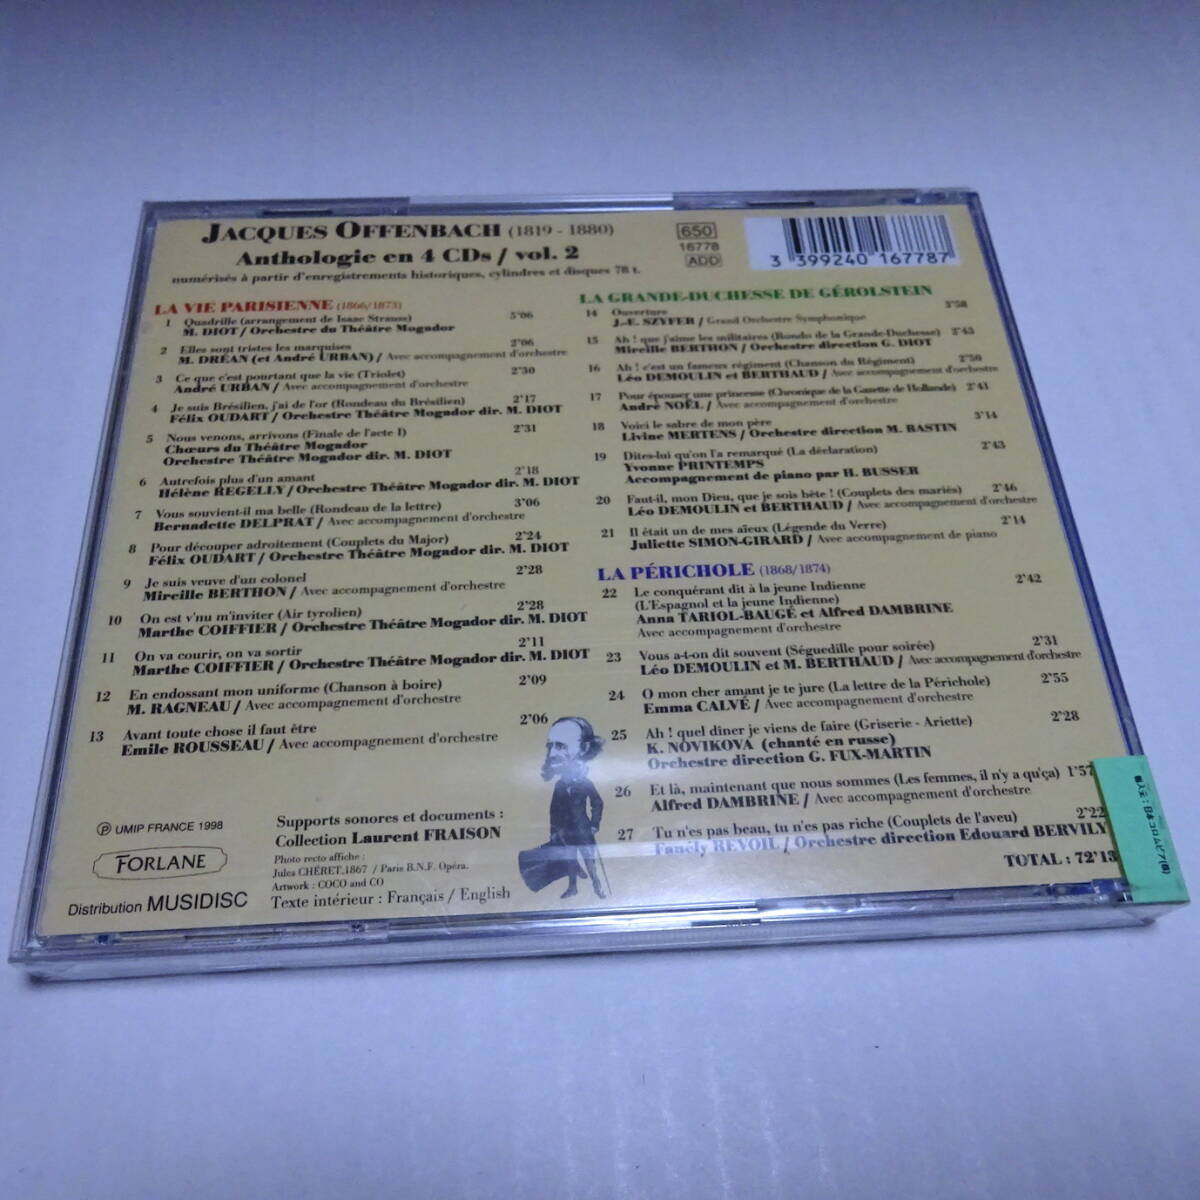 JACQUES OFFENBACH (1819 - 1880)
Anthologie en 4 CDs / vol. 2
numérisés à partir d'enregistrements historiques, cylindres et disques 78 t.
650
16778
ADD
3 399240 167787
LA VIE PARISIENNE (1866/1873)
1 Quadrille (arrangement de Isaac Strauss) 5'06
M. DIOT / Orchestre du Théâtre Mogador
2 Elles sont tristes les marquises 2'06
M. DRÉAN (et André URBAN) / Avec accompagnement d'orchestre
3 Ce que c'est pourtant que la vie (Triolet) 2'30
André URBAN / Avec accompagnement d'orchestre
4 Je suis Brésilien, j'ai de l'or (Rondeau du Brésilien) 2'17
Félix OUDART / Orchestre Théâtre Mogador dir. M. DIOT
5 Nous venons, arrivons (Finale de l'acte I) 2'31
Chœurs du Théâtre Mogador
Orchestre Théâtre Mogador dir. M. DIOT
6 Autrefois plus d'un amant 2'18
Hélène REGELLY / Orchestre Théâtre Mogador dir. M. DIOT
7 Vous souvient-il ma belle (Rondeau de la lettre) 3'06
Bernadette DELPRAT / Avec accompagnement d'orchestre
8 Pour découper adroitement (Couplets du Major) 2'24
Félix OUDART / Orchestre Théâtre Mogador dir. M. DIOT
9 Je suis veuve d'un colonel 2'28
Mireille BERTHON / Avec accompagnement d'orchestre
10 On est v'nu m'inviter (Air tyrolien) 2'28
Marthe COIFFIER / Orchestre Théâtre Mogador dir. M. DIOT
11 On va courir, on va sortir 2'11
Marthe COIFFIER / Orchestre Théâtre Mogador dir. M. DIOT
12 En endossant mon uniforme (Chanson à boire) 2'09
M. RAGNEAU / Avec accompagnement d'orchestre
13 Avant toute chose il faut être 2'06
Emile ROUSSEAU / Avec accompagnement d'orchestre
LA GRANDE-DUCHESSE DE GÉROLSTEIN
14 Ouverture 3'58
J.-E. SZYFER / Grand Orchestre Symphonique
15 Ah ! que j'aime les militaires (Rondo de la Grande-Duchesse) 2'45
Mireille BERTHON / Orchestre direction G. DIOT
16 Ah ! c'est un fameux régiment (Chanson du Régiment) 2'50
Léo DEMOULIN et BERTHAUD / Avec accompagnement d'orchestre
17 Pour épouser une princesse (Chronique de la Gazette de Hollande) 2'41
André NOËL / Avec accompagnement d'orchestre
18 Voici le sabre de mon père 3'14
Livine MERTENS / Orchestre direction M. BASTIN
19 Dites-lui qu'on l'a remarqué (La déclaration) 2'43
Yvonne PRINTEMPS
Accompagnement de piano par H. BUSSER
20 Faut-il, mon Dieu, que je sois bête ! (Couplets des mariés) 2'46
Léo DEMOULIN et BERTHAUD / Avec accompagnement d'orchestre
21 Il était un de mes aïeux (Légende du Verre) 2'14
Juliette SIMON-GIRARD / Avec accompagnement de piano
LA PÉRICHOLE (1868/1874)
22 Le conquérant dit à la jeune Indienne 2'42
(L'Espagnol et la jeune Indienne)
Anna TARIOL-BAUGÉ et Alfred DAMBRINE
Avec accompagnement d'orchestre
23 Vous a-t-on dit souvent (Séguedille pour soirée) 2'31
Léo DEMOULIN et M. BERTHAUD / Avec accompagnement d'orchestre
24 O mon cher amant je te jure (La lettre de la Périchole) 2'55
Emma CALVÉ / Avec accompagnement d'orchestre
25 Ah ! quel dîner je viens de faire (Griserie - Ariette) 2'28
K. NOVIKOVA (chanté en russe)
Orchestre direction G. FUX-MARTIN
26 Et là, maintenant que nous sommes (Les femmes, il n'y a qu'ça) 1'57
Alfred DAMBRINE / Avec accompagnement d'orchestre
27 Tu n'es pas beau, tu n'es pas riche (Couplets de l'aveu) 2'22
Fanély REVOIL / Orchestre direction Edouard BERVILY
TOTAL : 72'13
Ⓟ UMIP FRANCE 1998
FORLANE
Distribution MUSIDISC
Supports sonores et documents :
Collection Laurent FRAISON
Photo recto affiche :
Jules CHÉRET,1867 / Paris B.N.F. Opéra.
Artwork : COCO and CO
Texte intérieur : Français / English
輸入元:日本コロムビア(株)